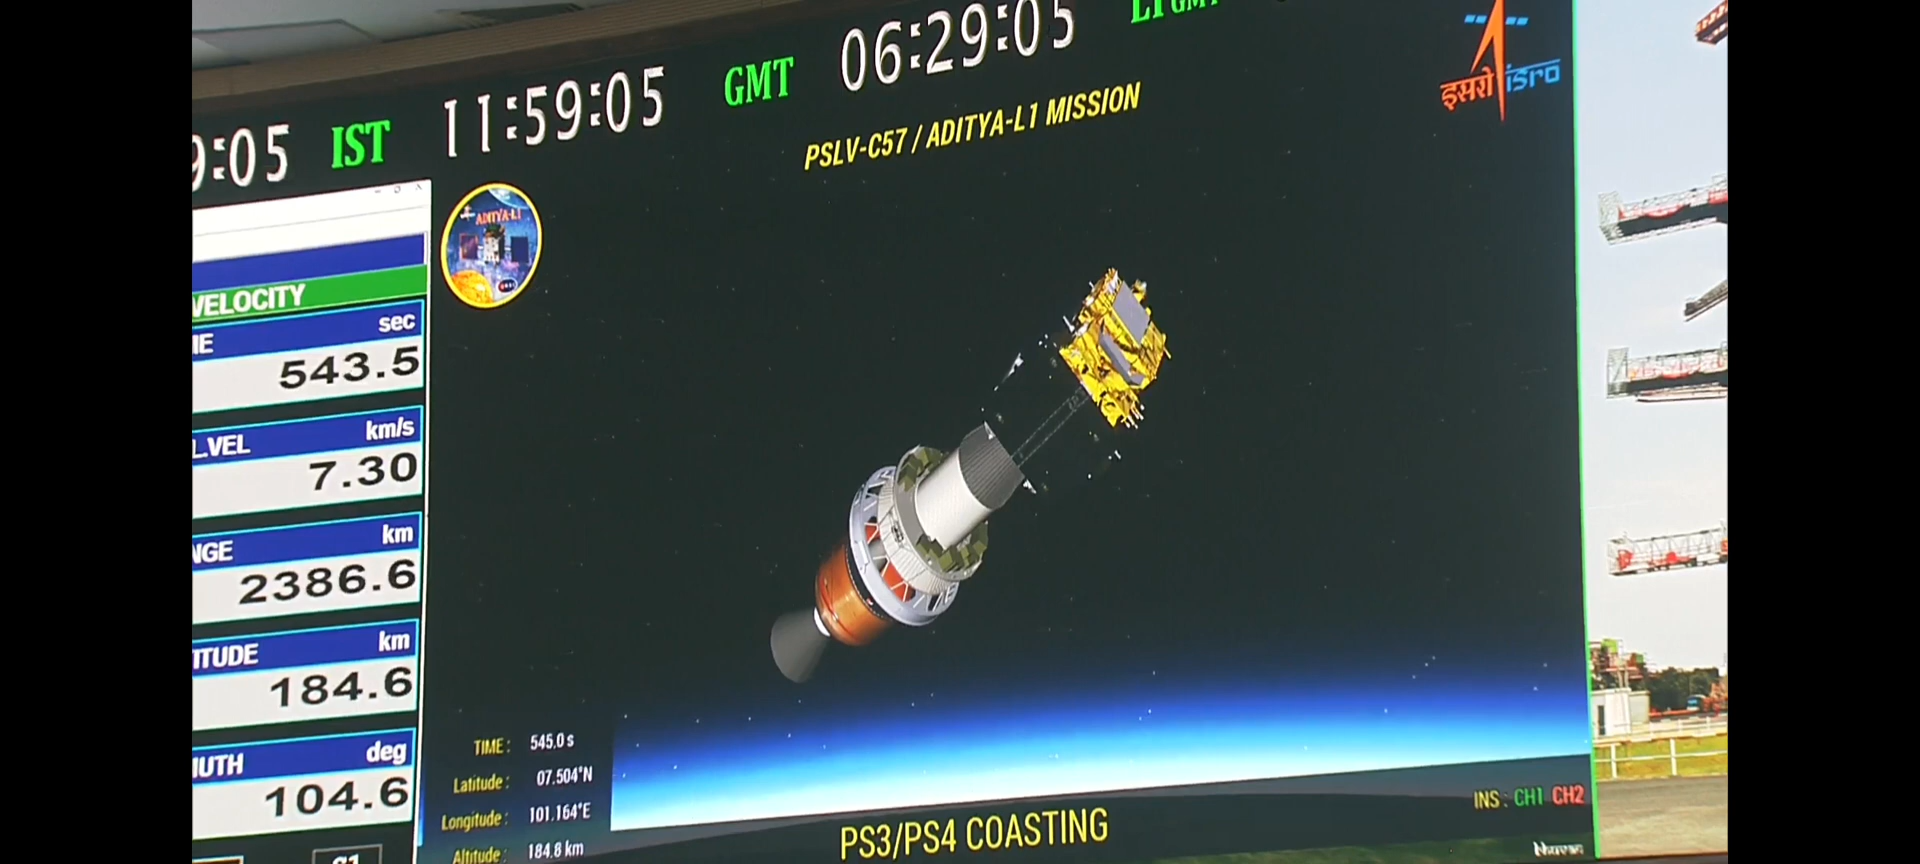 9:05 IST 11:59:05 GMT 06:29:05
PSLV-C57 / ADITYA-L1 MISSION
इसरो isro
ADITYA-L1
VELOCITY
sec
543.5
L.VEL km/s
7.30
NGE km
2386.6
ITUDE km
184.6
UTH deg
104.6
TIME : 545.0 s
Latitude : 07.504°N
Longitude : 101.164°E
Altitude : 184.8 km
PS3/PS4 COASTING
INS : CH1 CH2